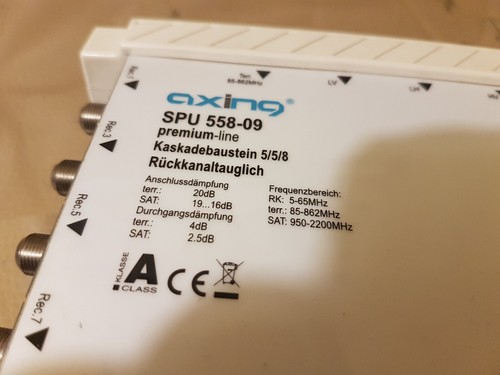 Terr.
85-862MHz
LV
LH
Rec.1
axing®
SPU 558-09
premium-line
Kaskadebaustein 5/5/8
Rückkanaltauglich
Rec.3
Anschlussdämpfung
terr.: 20dB
SAT: 19...16dB
Durchgangsdämpfung
terr.: 4dB
SAT: 2.5dB
Frequenzbereich:
RK: 5-65MHz
terr.: 85-862MHz
SAT: 950-2200MHz
Rec.5
KLASSE
A
CLASS
CE
Rec.7